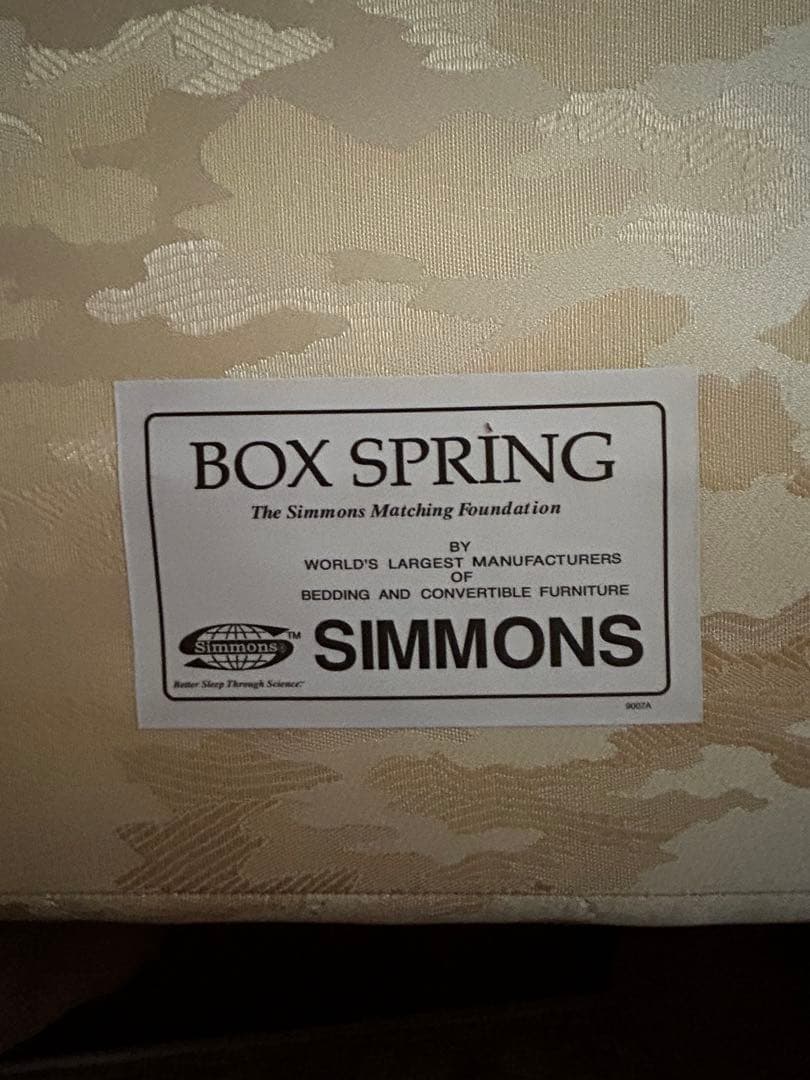 BOX SPRING
The Simmons Matching Foundation
BY
WORLD'S LARGEST MANUFACTURERS
OF
BEDDING AND CONVERTIBLE FURNITURE
Simmons® ™ SIMMONS
Better Sleep Through Science℠
9007A